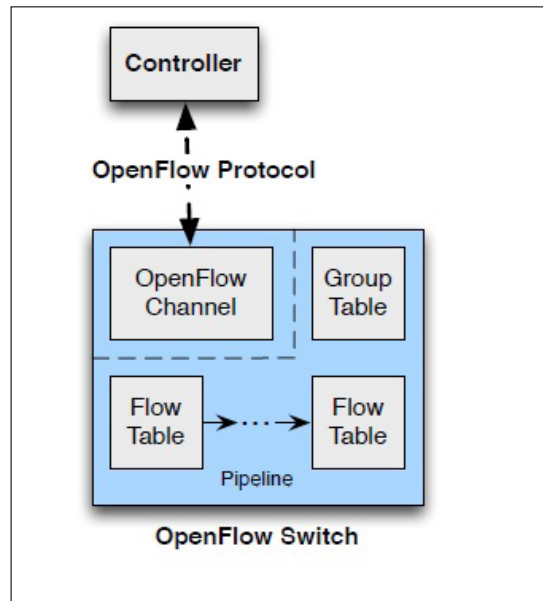 Controller
OpenFlow Protocol
OpenFlow
Channel
Group
Table
Flow
Table
...
Flow
Table
Pipeline
OpenFlow Switch